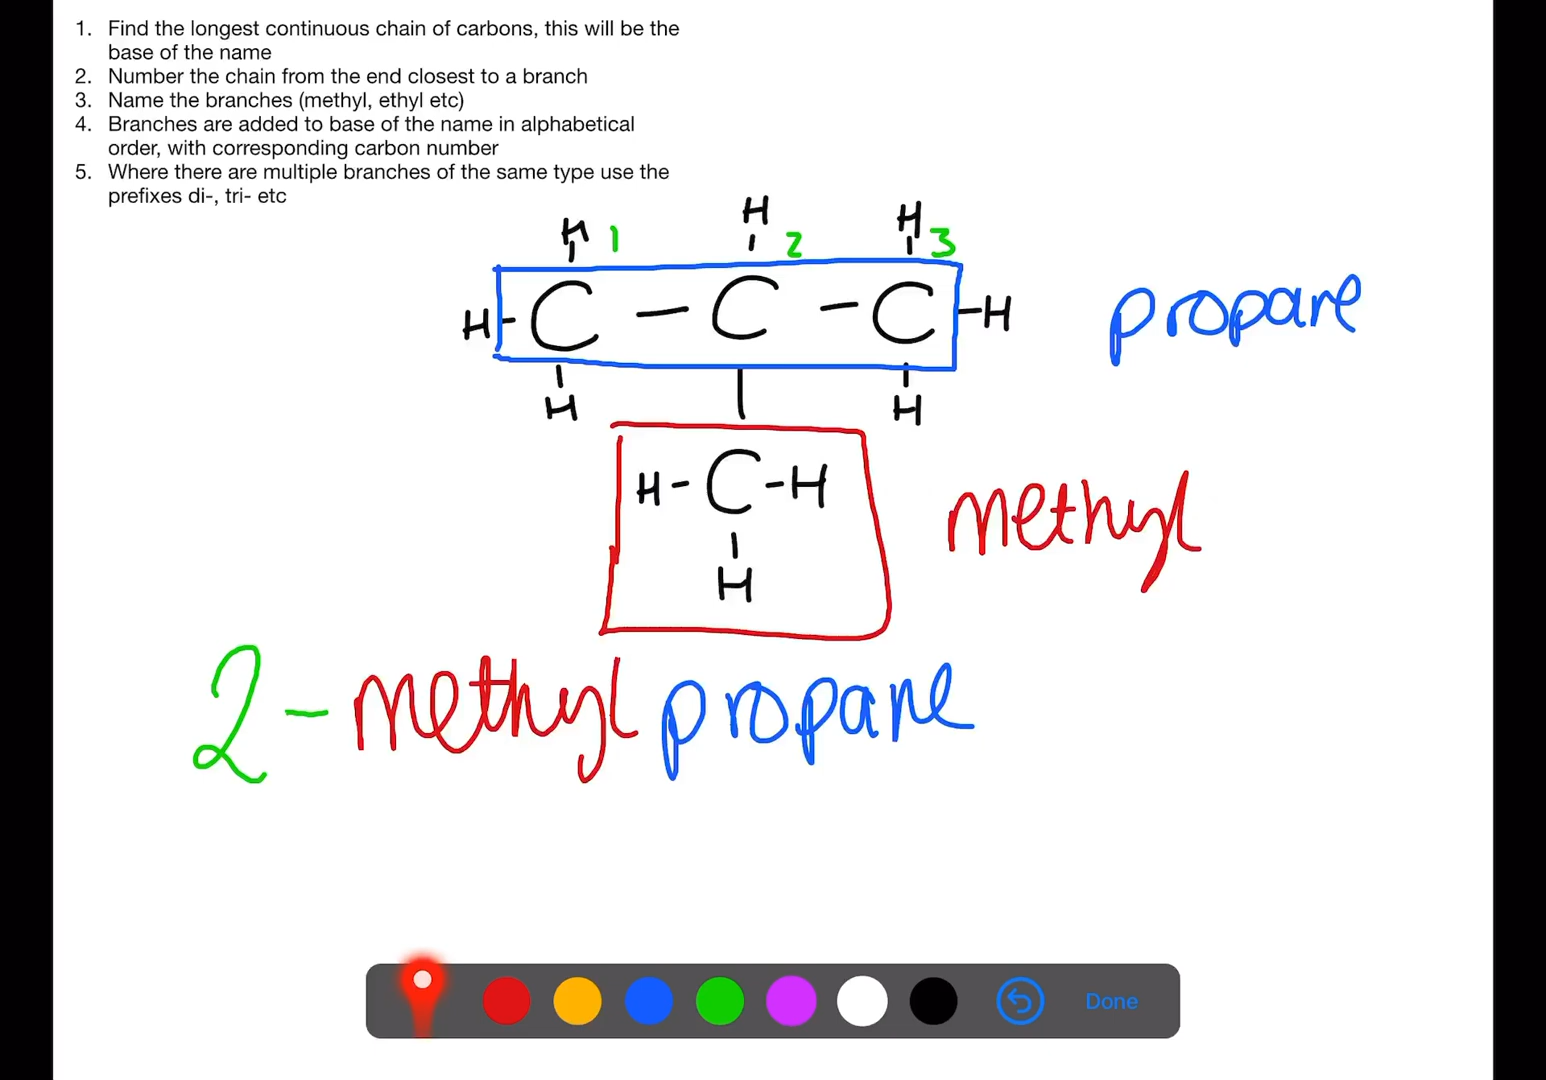 1. Find the longest continuous chain of carbons, this will be the
base of the name
2. Number the chain from the end closest to a branch
3. Name the branches (methyl, ethyl etc)
4. Branches are added to base of the name in alphabetical
order, with corresponding carbon number
5. Where there are multiple branches of the same type use the
prefixes di-, tri- etc
H 1 H 2 H 3
H-C-C-C-H propane
H H
H-C-H methyl
H
2-methylpropane
Done